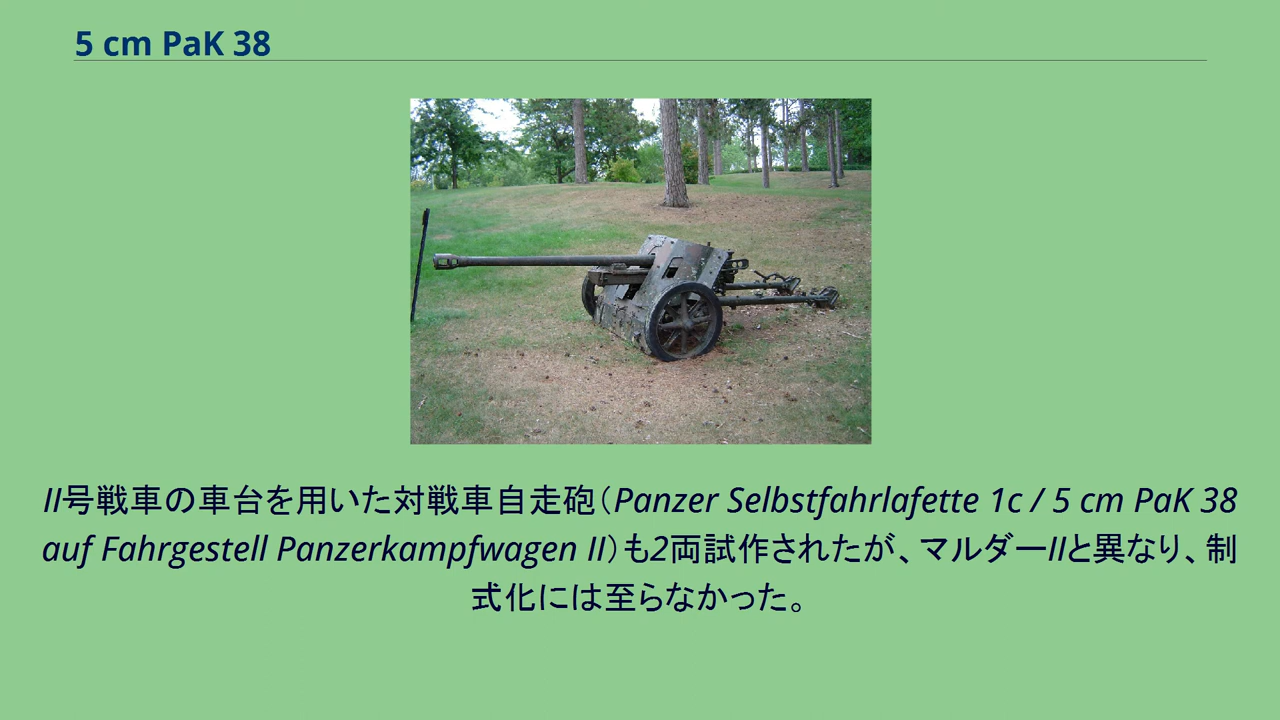 5 cm PaK 38
II号戦車の車台を用いた対戦車自走砲（Panzer Selbstfahrlafette 1c / 5 cm PaK 38
auf Fahrgestell Panzerkampfwagen II）も2両試作されたが、マルダーIIと異なり、制
式化には至らなかった。